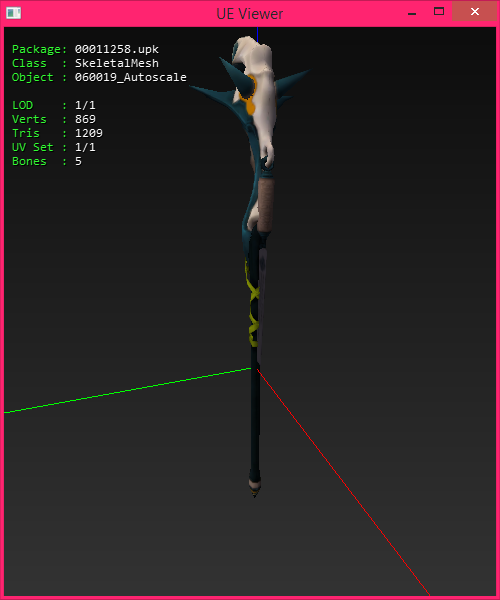 UE Viewer
Package: 00011258.upk
Class : SkeletalMesh
Object : 060019_Autoscale
LOD : 1/1
Verts : 869
Tris : 1209
UV Set : 1/1
Bones : 5